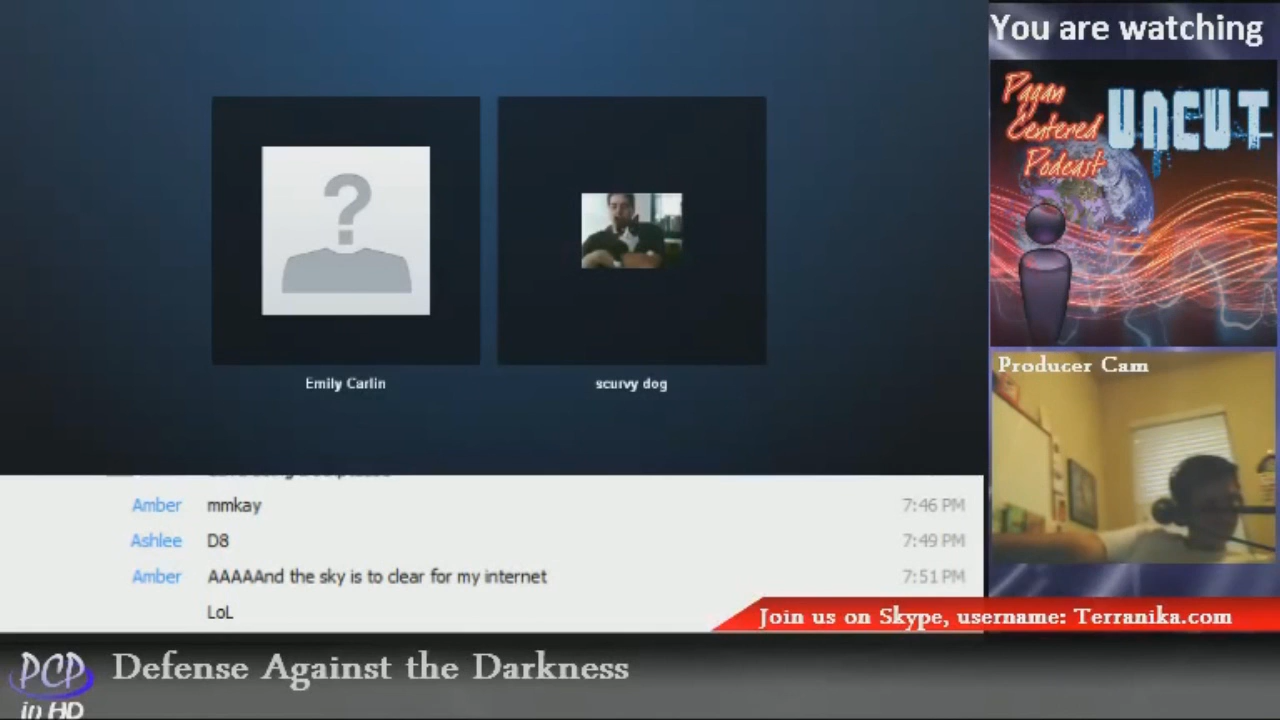 You are watching
Pagan
Centered
Podcast
UNCUT
Producer Cam
?
Emily Carlin
scurvy dog
Amber mmkay 7:46 PM
Ashlee D8 7:49 PM
Amber AAAAAnd the sky is to clear for my internet 7:51 PM
LoL
Join us on Skype, username: Terranika.com
PCP
in HD
Defense Against the Darkness